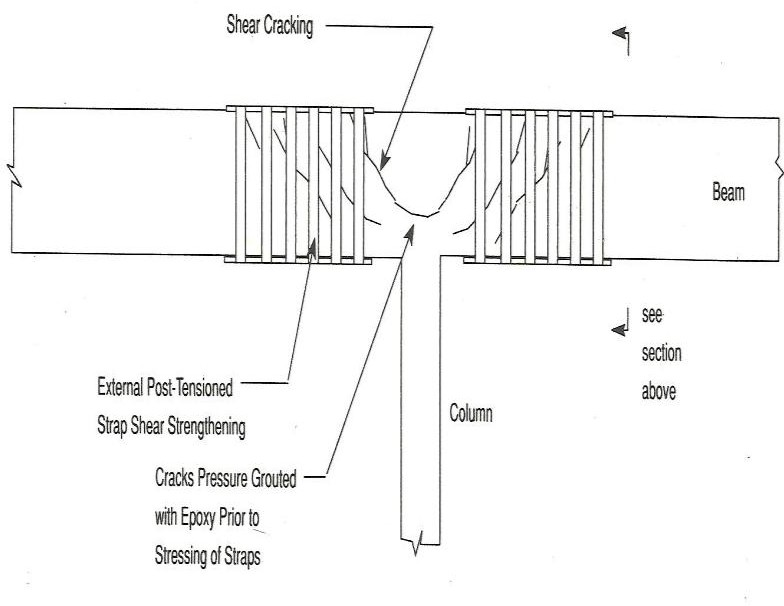 Shear Cracking
Beam
see
section
above
External Post-Tensioned
Strap Shear Strengthening
Column
Cracks Pressure Grouted
with Epoxy Prior to
Stressing of Straps